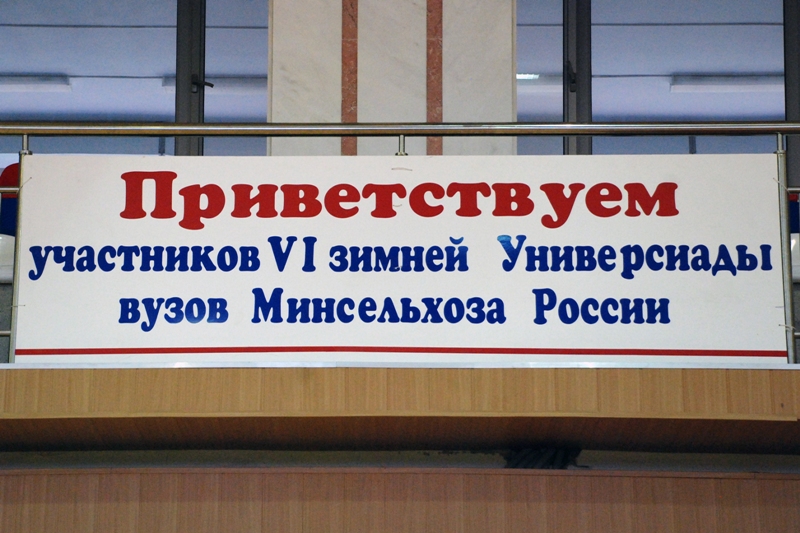 Приветствуем
участников VI зимней Универсиады
вузов Минсельхоза России